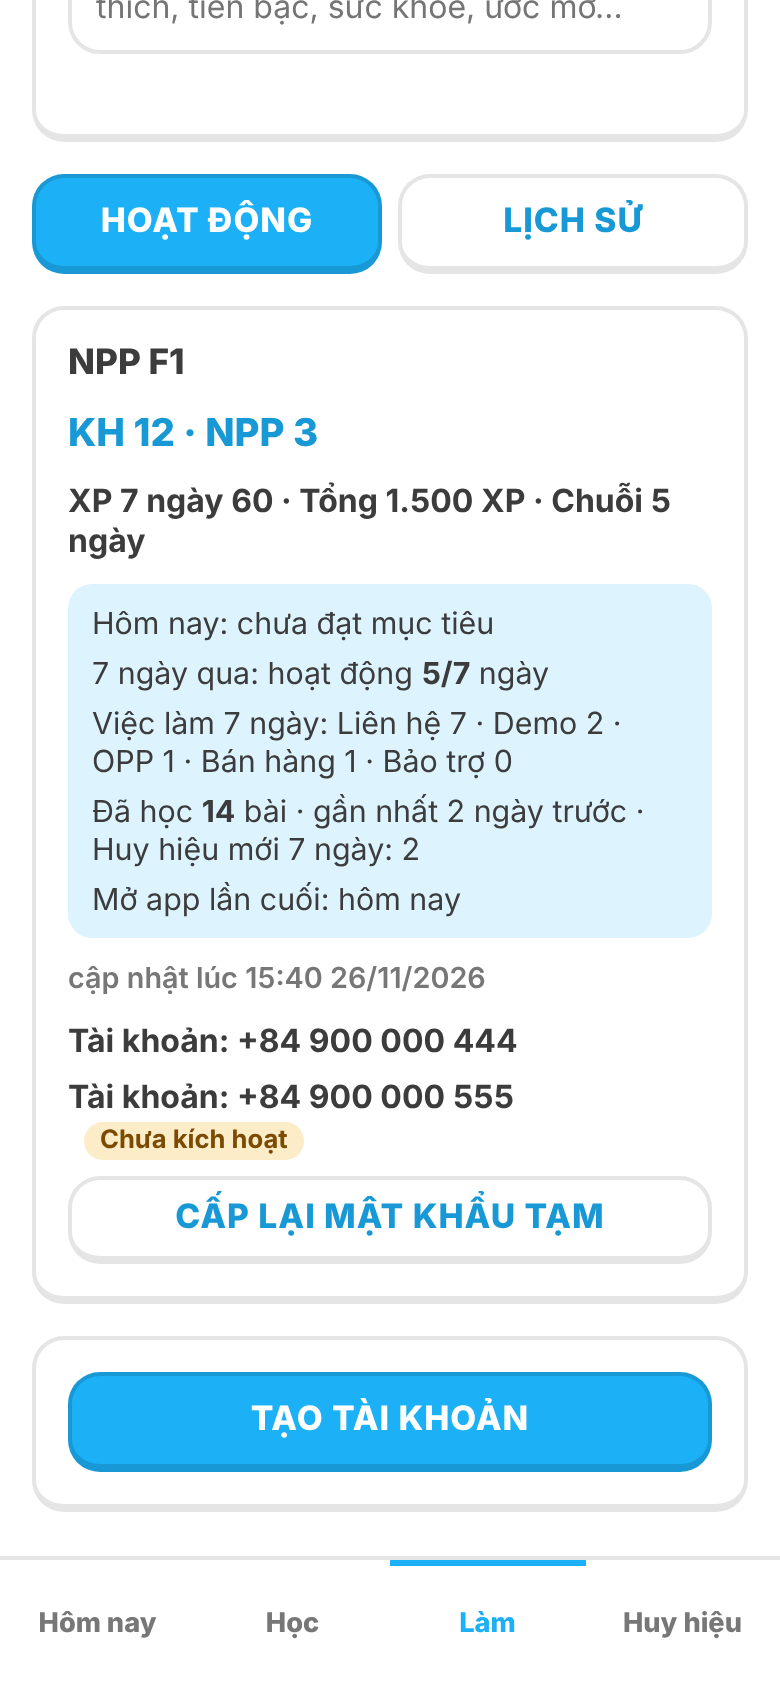 thích, tiền bạc, sức khỏe, ước mơ...
HOẠT ĐỘNG
LỊCH SỬ
NPP F1
KH 12 · NPP 3
XP 7 ngày 60 · Tổng 1.500 XP · Chuỗi 5
ngày
Hôm nay: chưa đạt mục tiêu
7 ngày qua: hoạt động 5/7 ngày
Việc làm 7 ngày: Liên hệ 7 · Demo 2 ·
OPP 1 · Bán hàng 1 · Bảo trợ 0
Đã học 14 bài · gần nhất 2 ngày trước ·
Huy hiệu mới 7 ngày: 2
Mở app lần cuối: hôm nay
cập nhật lúc 15:40 26/11/2026
Tài khoản: +84 900 000 444
Tài khoản: +84 900 000 555
Chưa kích hoạt
CẤP LẠI MẬT KHẨU TẠM
TẠO TÀI KHOẢN
Hôm nay
Học
Làm
Huy hiệu